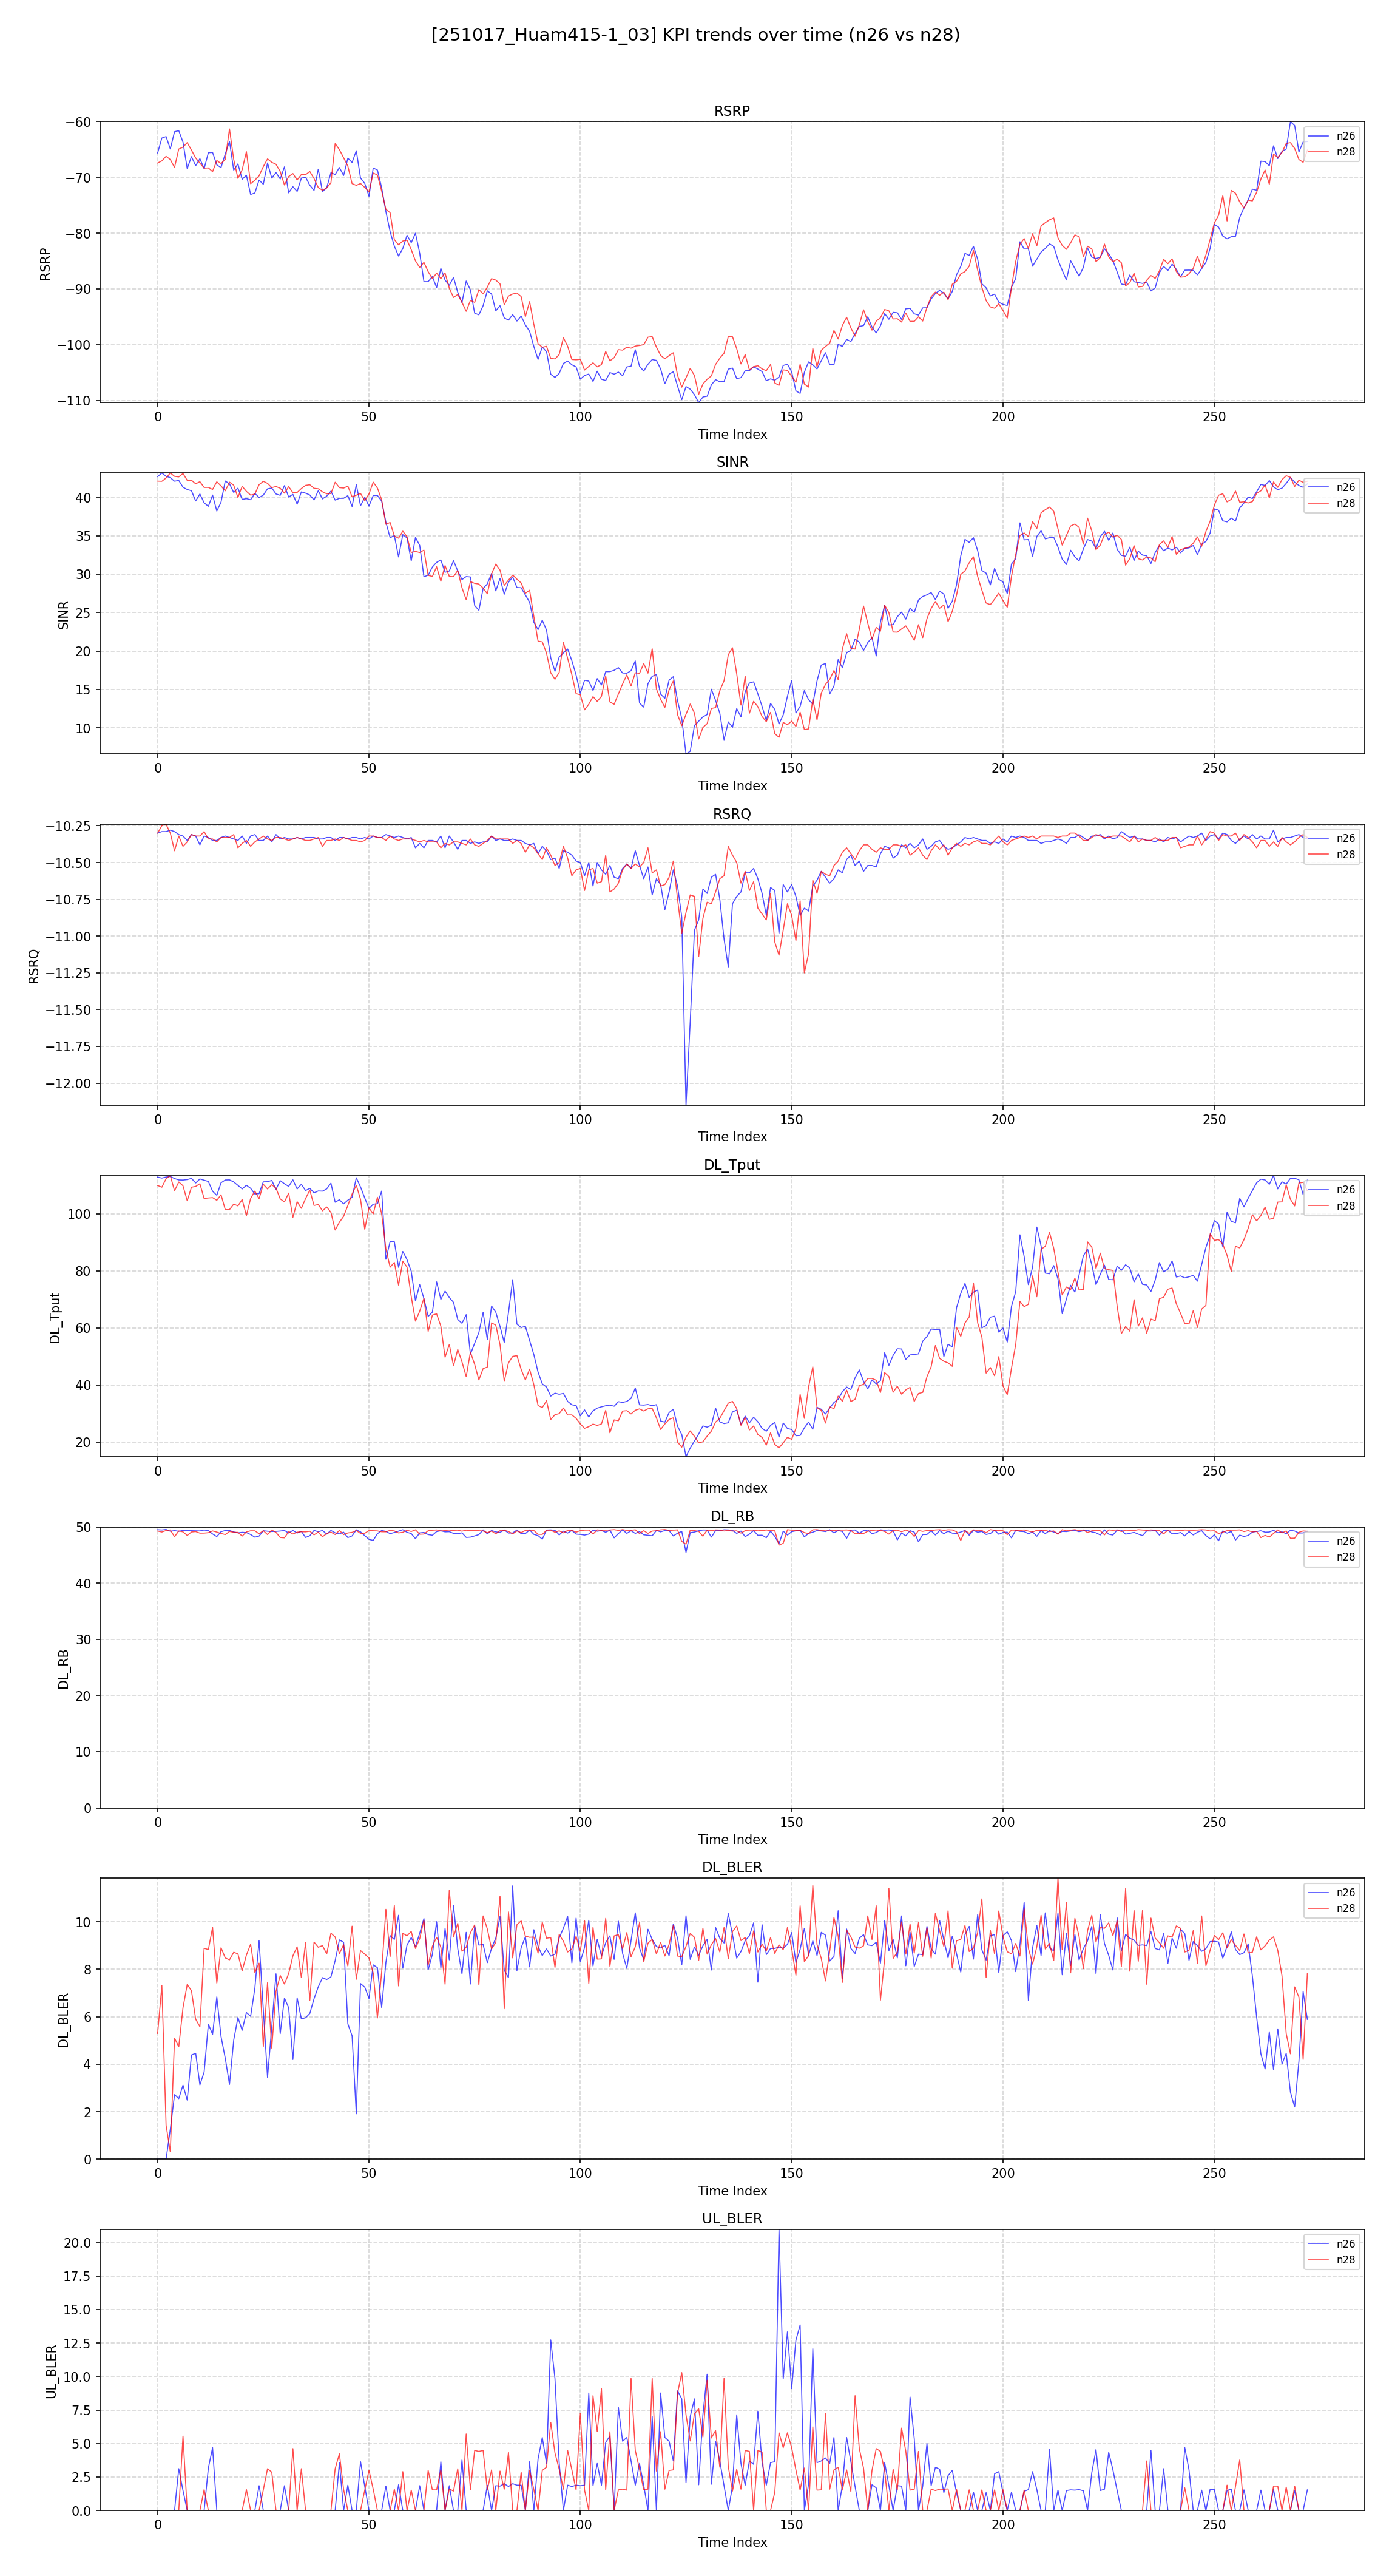 [251017_Huam415-1_03] KPI trends over time (n26 vs n28)
RSRP
−60
−70
−80
−90
−100
−110
RSRP
n26
n28
0 50 100 150 200 250
Time Index
SINR
40
35
30
25
20
15
10
SINR
n26
n28
0 50 100 150 200 250
Time Index
RSRQ
−10.25
−10.50
−10.75
−11.00
−11.25
−11.50
−11.75
−12.00
RSRQ
n26
n28
0 50 100 150 200 250
Time Index
DL_Tput
100
80
60
40
20
DL_Tput
n26
n28
0 50 100 150 200 250
Time Index
DL_RB
50
40
30
20
10
0
DL_RB
n26
n28
0 50 100 150 200 250
Time Index
DL_BLER
10
8
6
4
2
0
DL_BLER
n26
n28
0 50 100 150 200 250
Time Index
UL_BLER
20.0
17.5
15.0
12.5
10.0
7.5
5.0
2.5
0.0
UL_BLER
n26
n28
0 50 100 150 200 250
Time Index